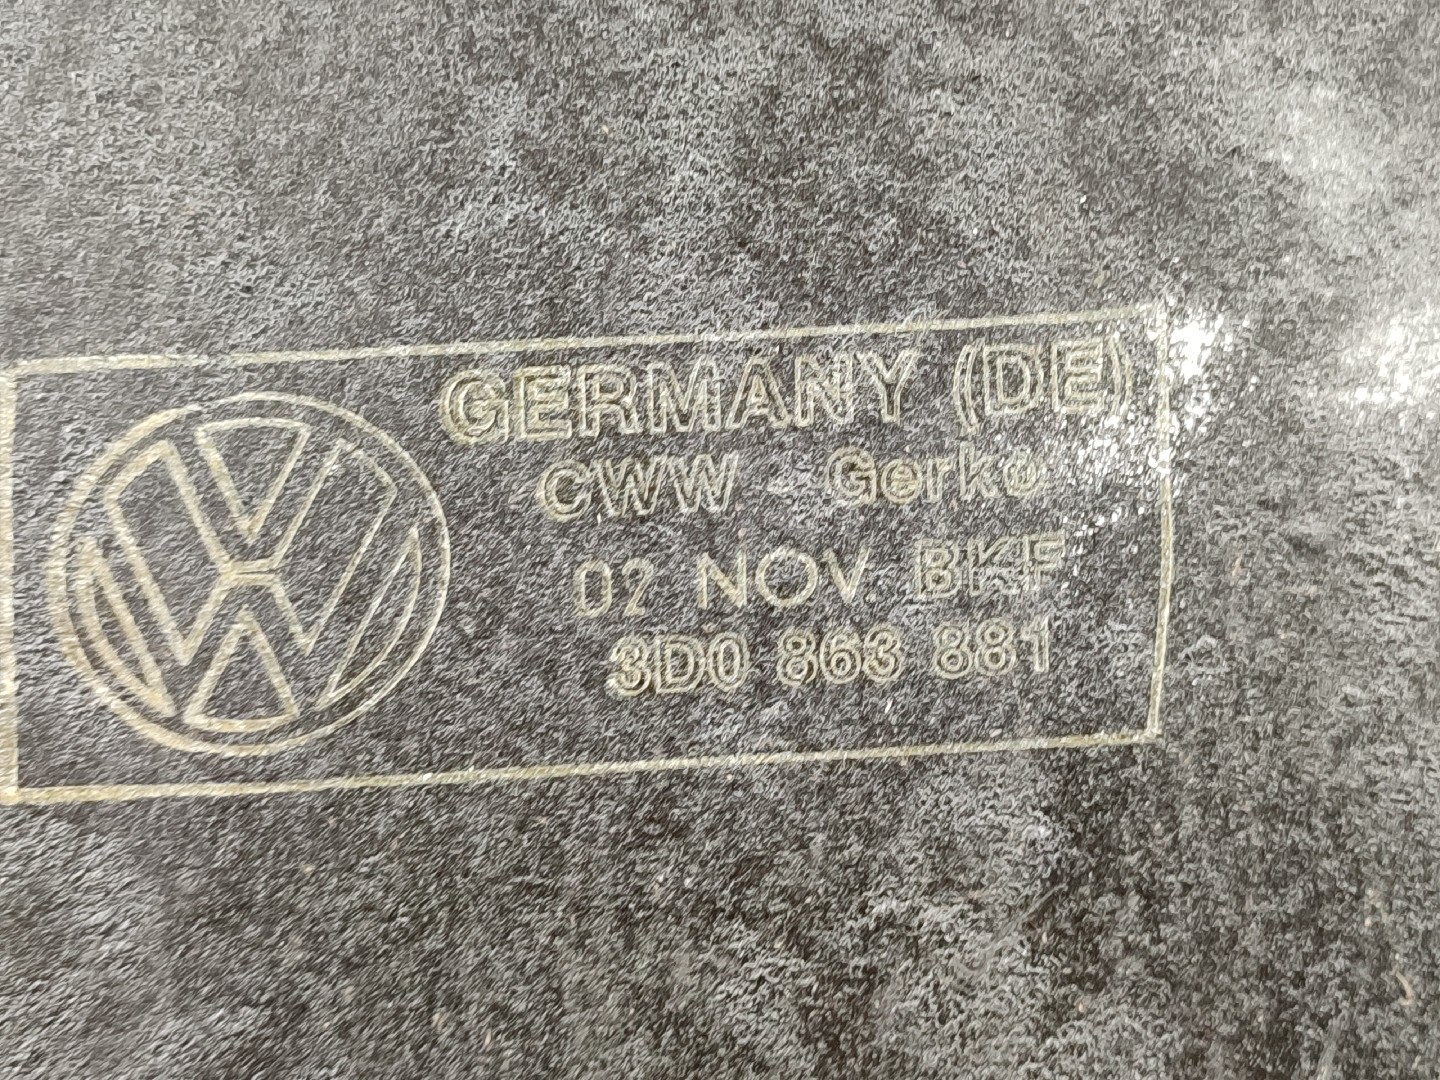 GERMANY (DE)
CWW - Gerko
02 NOV. BKF
3D0 863 881